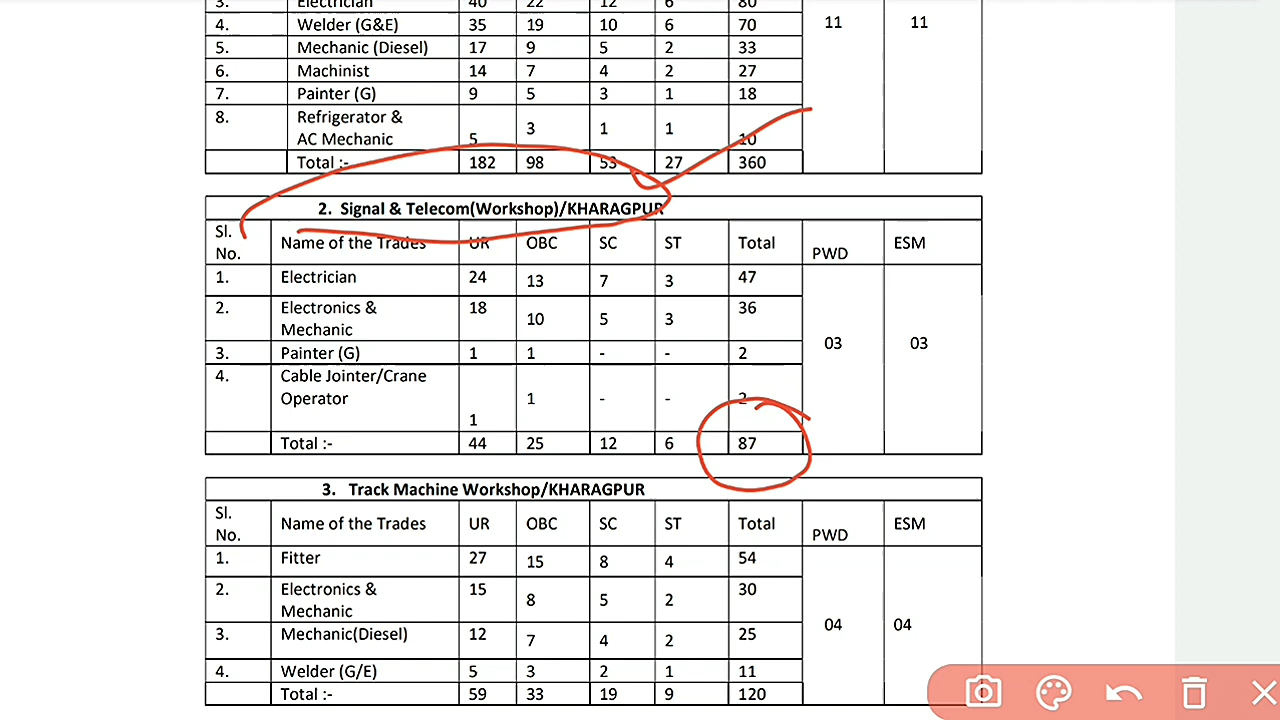 3. Electrician 40 22 12 6 80
4. Welder (G&E) 35 19 10 6 70 11 11
5. Mechanic (Diesel) 17 9 5 2 33
6. Machinist 14 7 4 2 27
7. Painter (G) 9 5 3 1 18
8. Refrigerator &
AC Mechanic 5 3 1 1 10
Total :- 182 98 53 27 360
2. Signal & Telecom(Workshop)/KHARAGPUR
Sl.
No. Name of the Trades UR OBC SC ST Total PWD ESM
1. Electrician 24 13 7 3 47
2. Electronics &
Mechanic 18 10 5 3 36 03 03
3. Painter (G) 1 1 - - 2
4. Cable Jointer/Crane
Operator 1 1 - - 2
Total :- 44 25 12 6 87
3. Track Machine Workshop/KHARAGPUR
Sl.
No. Name of the Trades UR OBC SC ST Total PWD ESM
1. Fitter 27 15 8 4 54
2. Electronics &
Mechanic 15 8 5 2 30
3. Mechanic(Diesel) 12 7 4 2 25 04 04
4. Welder (G/E) 5 3 2 1 11
Total :- 59 33 19 9 120